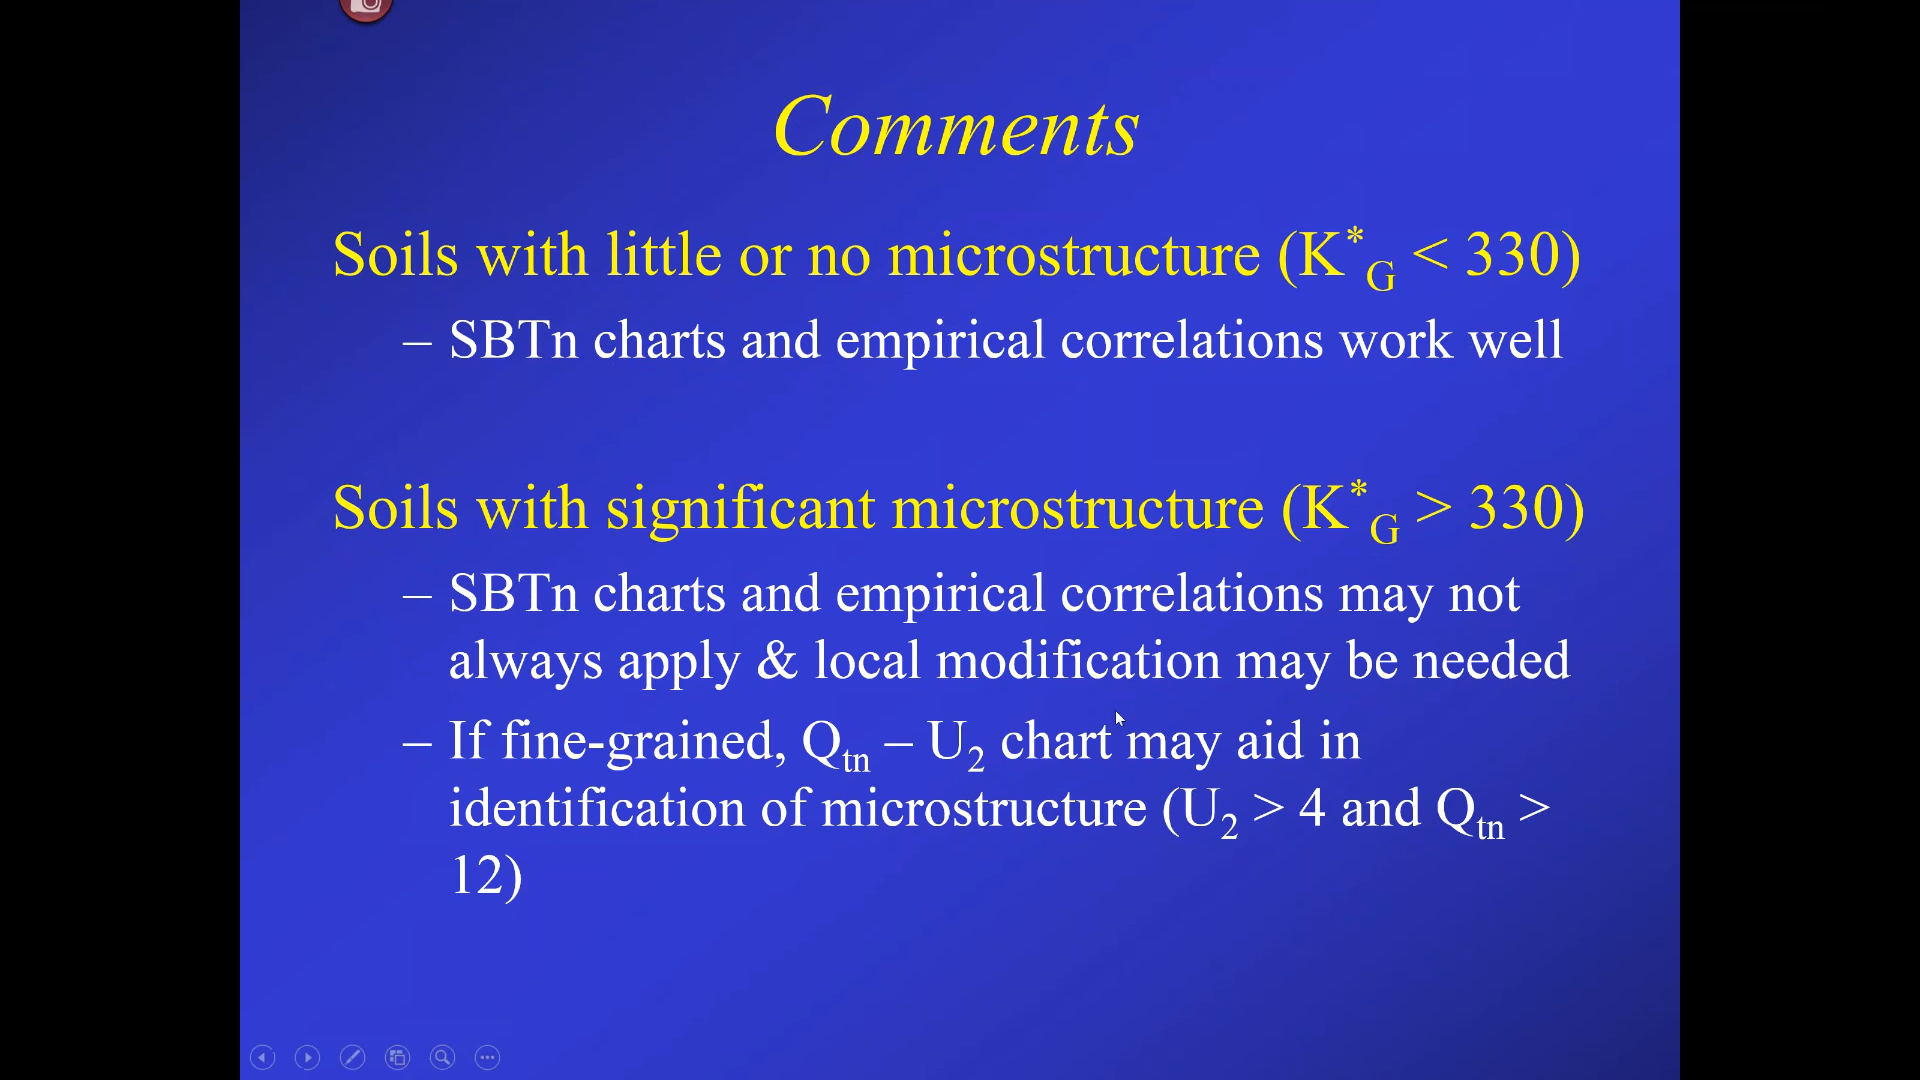 Comments
Soils with little or no microstructure (K*G < 330)
– SBTn charts and empirical correlations work well
Soils with significant microstructure (K*G > 330)
– SBTn charts and empirical correlations may not
always apply & local modification may be needed
– If fine-grained, Qtn – U2 chart may aid in
identification of microstructure (U2 > 4 and Qtn >
12)